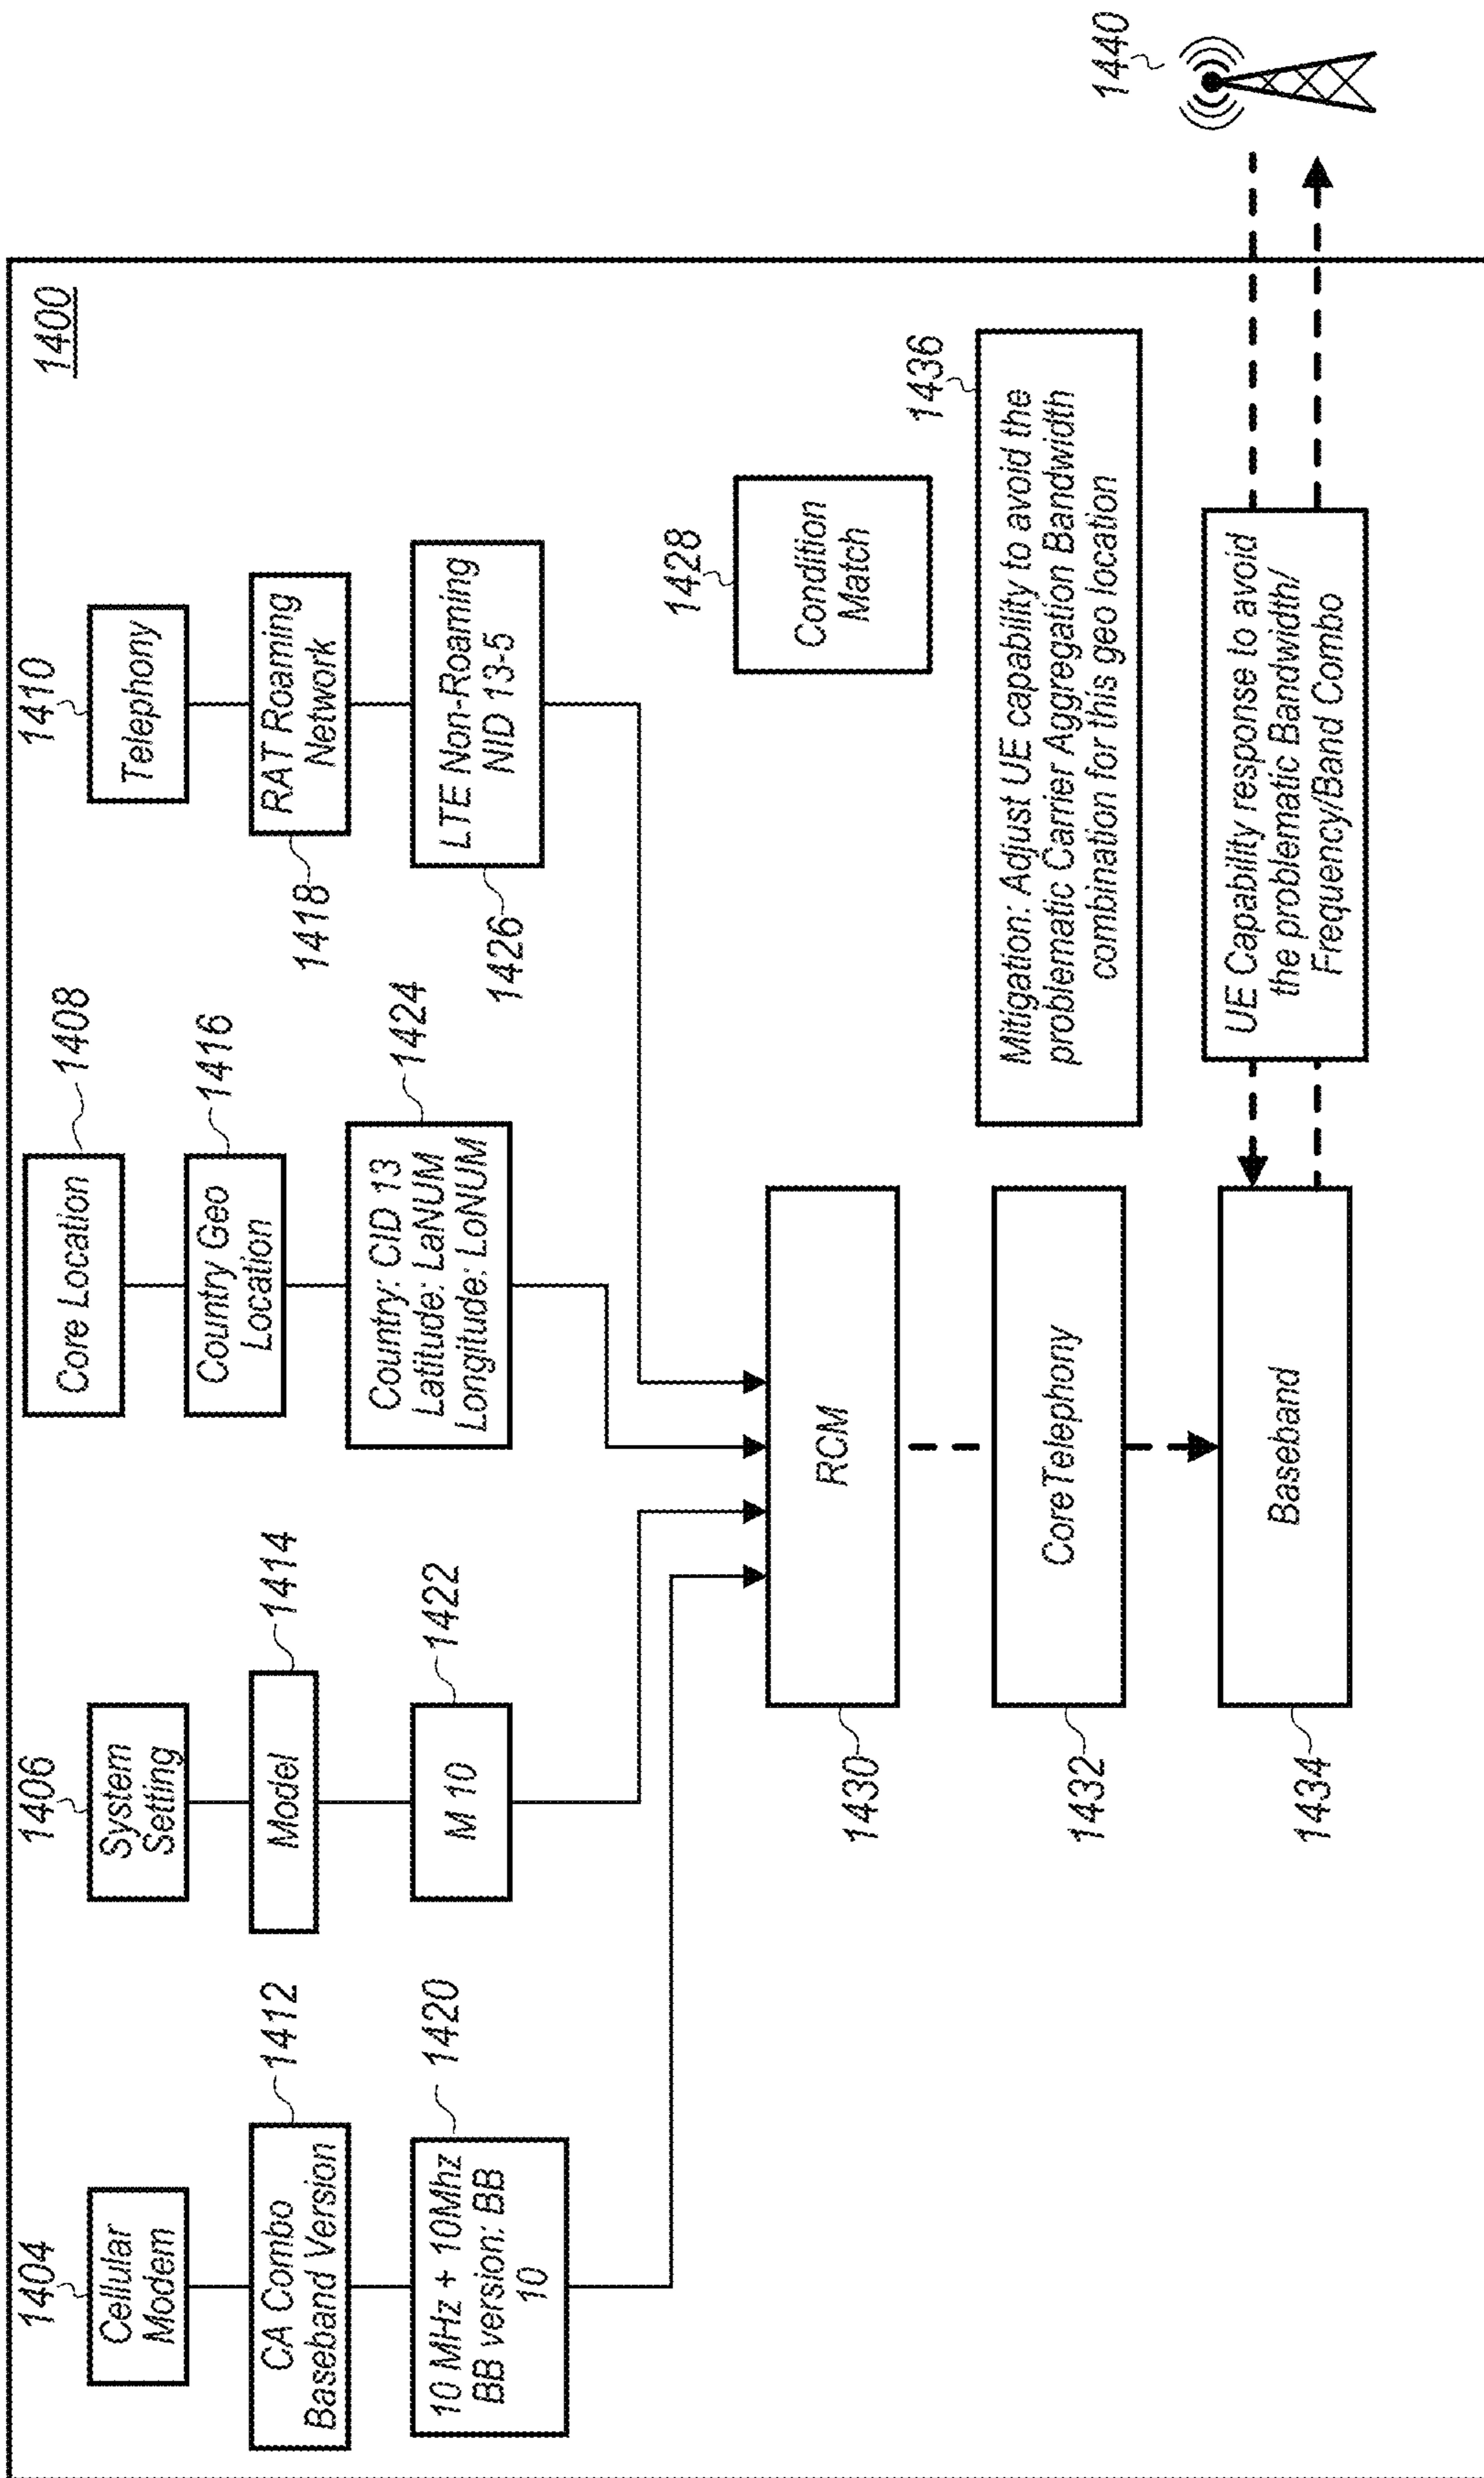 1400
1404
Cellular
Modem
1406
System
Setting
Core Location
1408
1410
Telephony
CA Combo
Baseband Version
1412
Model
1414
Country Geo
Location
1416
RAT Roaming
Network
1418
10 MHz + 10Mhz
BB version: BB
10
1420
M 10
1422
Country: CID 13
Latitude: LaNUM
Longitude: LoNUM
1424
LTE Non-Roaming
NID 13-5
1426
1428
Condition
Match
RCM
1430
1436
Mitigation: Adjust UE capability to avoid the
problematic Carrier Aggregation Bandwidth
combination for this geo location
CoreTelephony
1432
1440
UE Capability response to avoid
the problematic Bandwidth/
Frequency/Band Combo
Baseband
1434